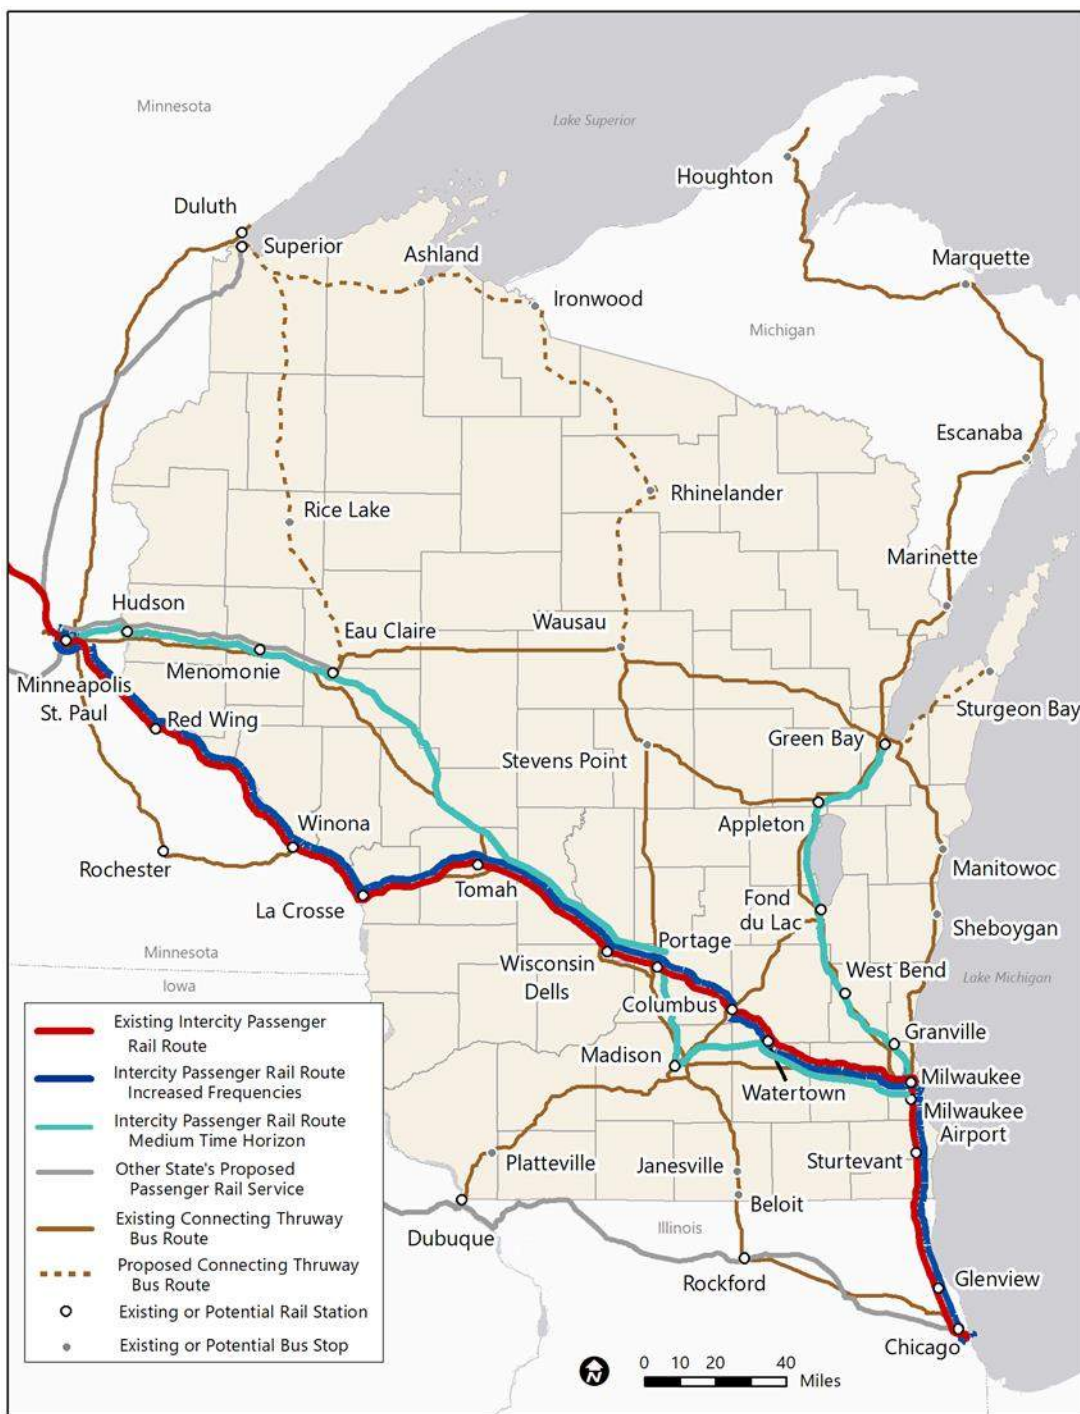 Minnesota
Lake Superior
Houghton
Duluth
Superior
Ashland
Marquette
Ironwood
Michigan
Escanaba
Rhinelander
Rice Lake
Marinette
Hudson
Eau Claire
Wausau
Menomonie
Minneapolis
St. Paul
Red Wing
Sturgeon Bay
Green Bay
Stevens Point
Winona
Appleton
Rochester
Tomah
Manitowoc
La Crosse
Fond
du Lac
Sheboygan
Portage
Minnesota
Wisconsin
Dells
West Bend
Lake Michigan
Iowa
Columbus
Granville
Madison
Milwaukee
Watertown
Milwaukee
Airport
Platteville
Janesville
Sturtevant
Beloit
Dubuque
Illinois
Rockford
Glenview
Chicago
Existing Intercity Passenger
Rail Route
Intercity Passenger Rail Route
Increased Frequencies
Intercity Passenger Rail Route
Medium Time Horizon
Other State's Proposed
Passenger Rail Service
Existing Connecting Thruway
Bus Route
Proposed Connecting Thruway
Bus Route
Existing or Potential Rail Station
Existing or Potential Bus Stop
N
0 10 20 40
Miles